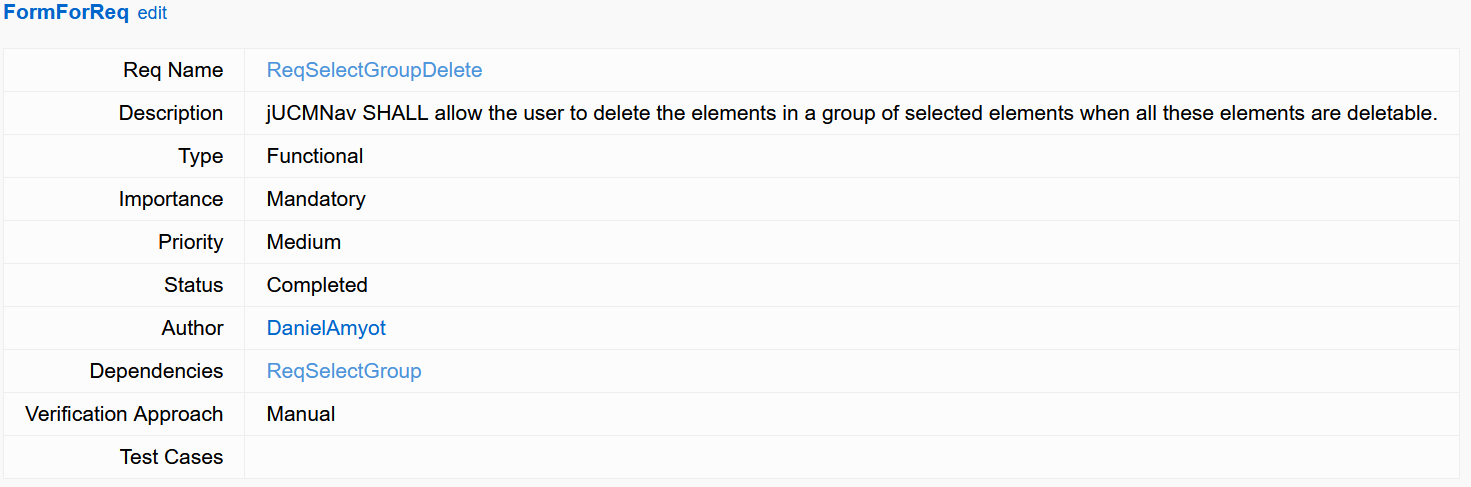 FormForReq edit
Req Name ReqSelectGroupDelete
Description jUCMNav SHALL allow the user to delete the elements in a group of selected elements when all these elements are deletable.
Type Functional
Importance Mandatory
Priority Medium
Status Completed
Author DanielAmyot
Dependencies ReqSelectGroup
Verification Approach Manual
Test Cases